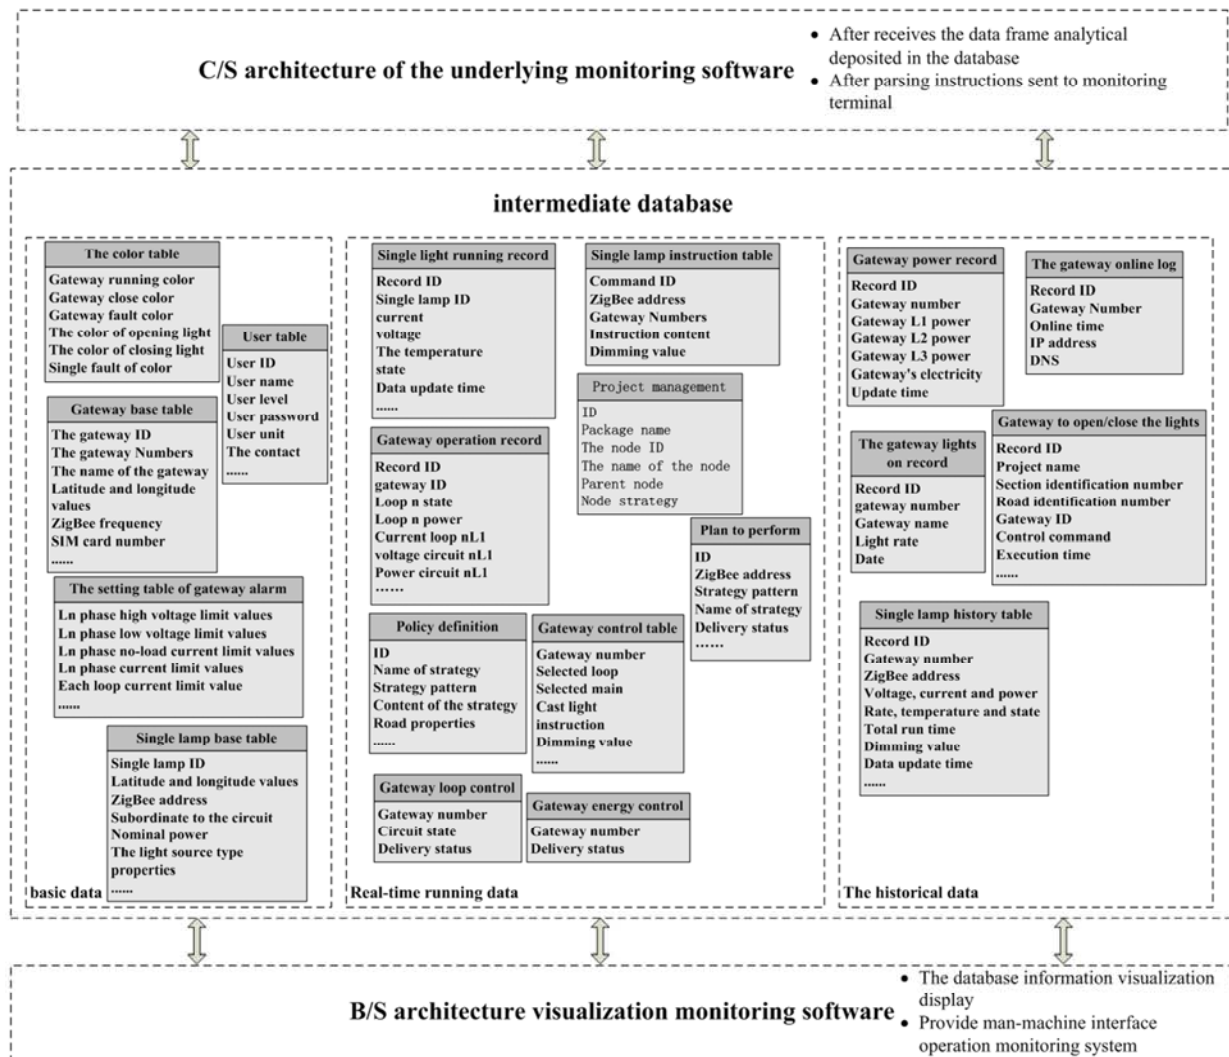 C/S architecture of the underlying monitoring software
• After receives the data frame analytical
deposited in the database
• After parsing instructions sent to monitoring
terminal
intermediate database
The color table
Gateway running color
Gateway close color
Gateway fault color
The color of opening light
The color of closing light
Single fault of color
User table
User ID
User name
User level
User password
User unit
The contact
......
Gateway base table
The gateway ID
The gateway Numbers
The name of the gateway
Latitude and longitude
values
ZigBee frequency
SIM card number
......
The setting table of gateway alarm
Ln phase high voltage limit values
Ln phase low voltage limit values
Ln phase no-load current limit values
Ln phase current limit values
Each loop current limit value
......
Single lamp base table
Single lamp ID
Latitude and longitude values
ZigBee address
Subordinate to the circuit
Nominal power
The light source type
properties
......
basic data
Single light running record
Record ID
Single lamp ID
current
voltage
The temperature
state
Data update time
......
Single lamp instruction table
Command ID
ZigBee address
Gateway Numbers
Instruction content
Dimming value
Project management
ID
Package name
The node ID
The name of the node
Parent node
Node strategy
Gateway operation record
Record ID
gateway ID
Loop n state
Loop n power
Current loop nL1
voltage circuit nL1
Power circuit nL1
......
Plan to perform
ID
ZigBee address
Strategy pattern
Name of strategy
Delivery status
......
Policy definition
ID
Name of strategy
Strategy pattern
Content of the strategy
Road properties
......
Gateway control table
Gateway number
Selected loop
Selected main
Cast light
instruction
Dimming value
......
Gateway loop control
Gateway number
Circuit state
Delivery status
Gateway energy control
Gateway number
Delivery status
Real-time running data
Gateway power record
Record ID
Gateway number
Gateway L1 power
Gateway L2 power
Gateway L3 power
Gateway's electricity
Update time
The gateway online log
Record ID
Gateway Number
Online time
IP address
DNS
The gateway lights
on record
Record ID
gateway number
Gateway name
Light rate
Date
Gateway to open/close the lights
Record ID
Project name
Section identification number
Road identification number
Gateway ID
Control command
Execution time
......
Single lamp history table
Record ID
Gateway number
ZigBee address
Voltage, current and power
Rate, temperature and state
Total run time
Dimming value
Data update time
......
The historical data
B/S architecture visualization monitoring software
• The database information visualization
display
• Provide man-machine interface
operation monitoring system